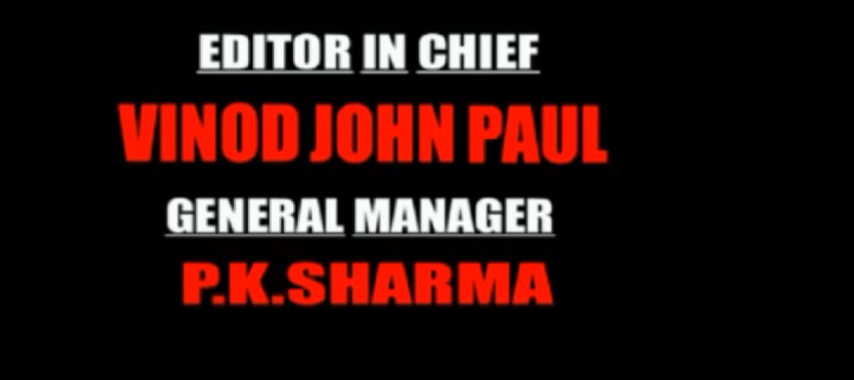 EDITOR IN CHIEF
VINOD JOHN PAUL
GENERAL MANAGER
P.K.SHARMA